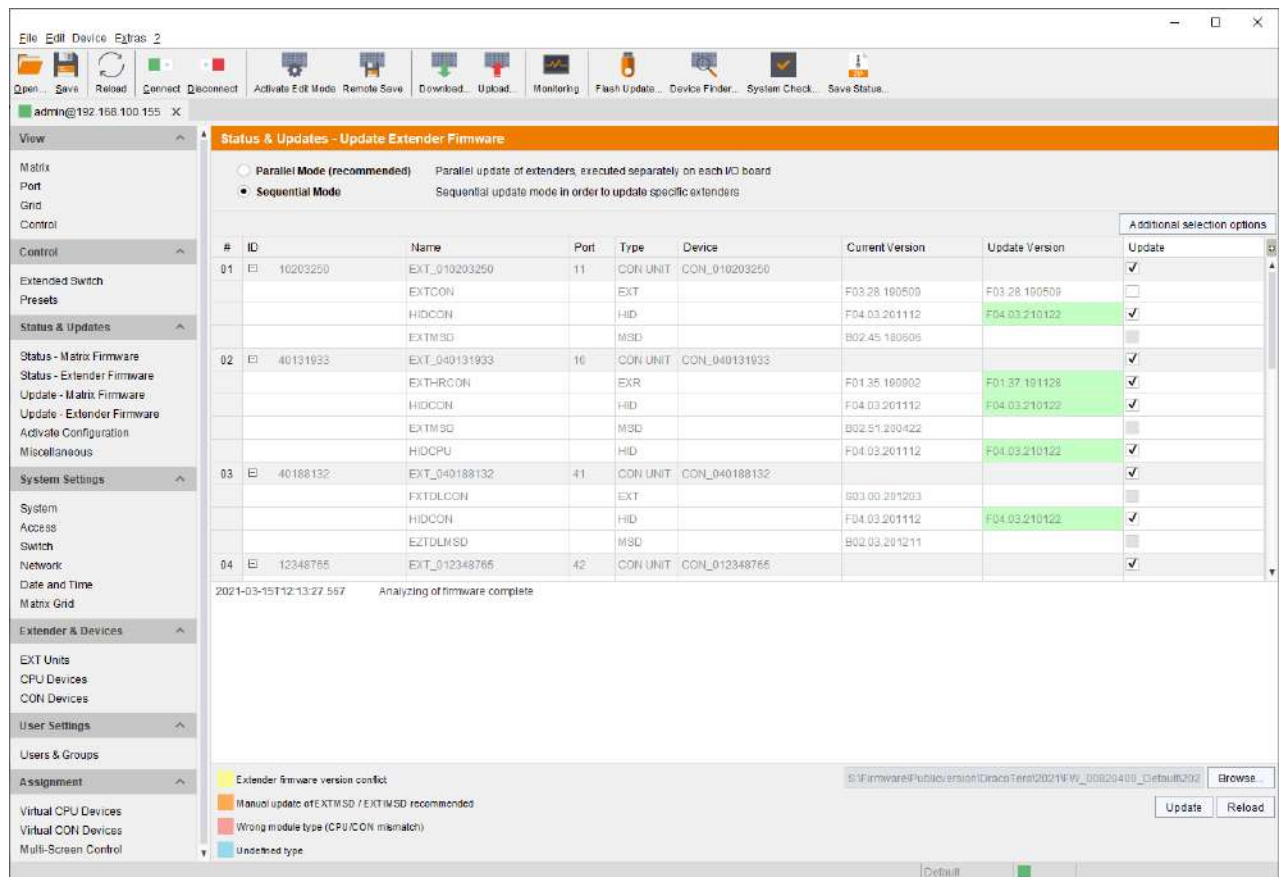 File Edit Device Extras ?
Open... Save Reload Connect Disconnect Activate Edit Mode Remote Save Download... Upload... Monitoring Flash Update... Device Finder... System Check... Save Status...
admin@192.168.100.155 X
View
Matrix
Port
Grid
Control
Control
Extended Switch
Presets
Status & Updates
Status - Matrix Firmware
Status - Extender Firmware
Update - Matrix Firmware
Update - Extender Firmware
Activate Configuration
Miscellaneous
System Settings
System
Access
Switch
Network
Date and Time
Matrix Grid
Extender & Devices
EXT Units
CPU Devices
CON Devices
User Settings
Users & Groups
Assignment
Virtual CPU Devices
Virtual CON Devices
Multi-Screen Control
Status & Updates - Update Extender Firmware
Parallel Mode (recommended) Parallel update of extenders, executed separately on each I/O board
Sequential Mode Sequential update mode in order to update specific extenders
Additional selection options
# ID Name Port Type Device Current Version Update Version Update
01 10203250 EXT_010203250 11 CON UNIT CON_010203250
EXTCON EXT F03.28.190509 F03.28.190509
HIDCON HID F04.03.201112 F04.03.210122
EXTMSD MSD B02.45.180606
02 40131933 EXT_040131933 16 CON UNIT CON_040131933
EXTHRCON EXR F01.35.190902 F01.37.191128
HIDCON HID F04.03.201112 F04.03.210122
EXTMSD MSD B02.51.200422
HIDCPU HID F04.03.201112 F04.03.210122
03 40188132 EXT_040188132 41 CON UNIT CON_040188132
FXTDLCON EXT S03.00.201203
HIDCON HID F04.03.201112 F04.03.210122
EZTDLMSD MSD B02.03.201211
04 12348765 EXT_012348765 42 CON UNIT CON_012348765
2021-03-15T12:13:27.567 Analyzing of firmware complete
Extender firmware version conflict
Manual update of EXTMSD / EXTIMSD recommended
Wrong module type (CPU/CON mismatch)
Undefined type
Browse...
Update Reload
Default